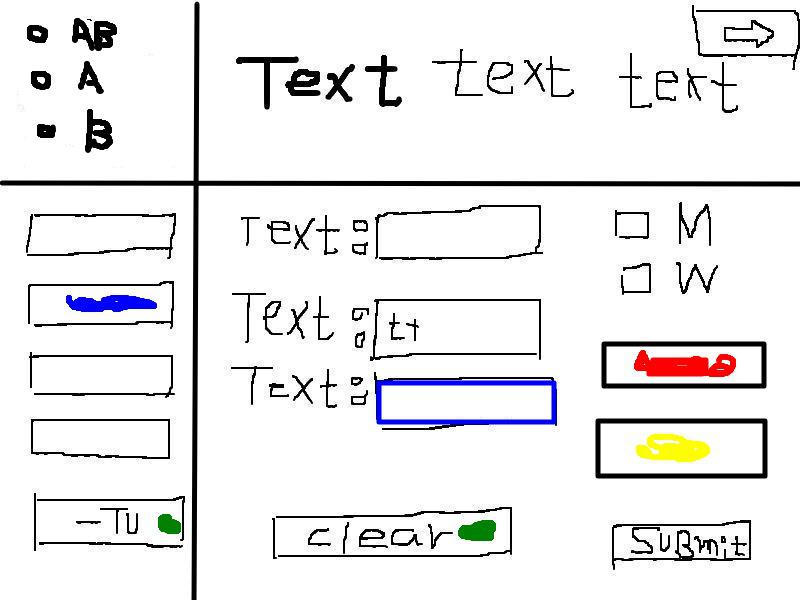 AB
A
B
Text text text
Text:
M
W
Text: tt
Text:
-TU
clear
SUBmit